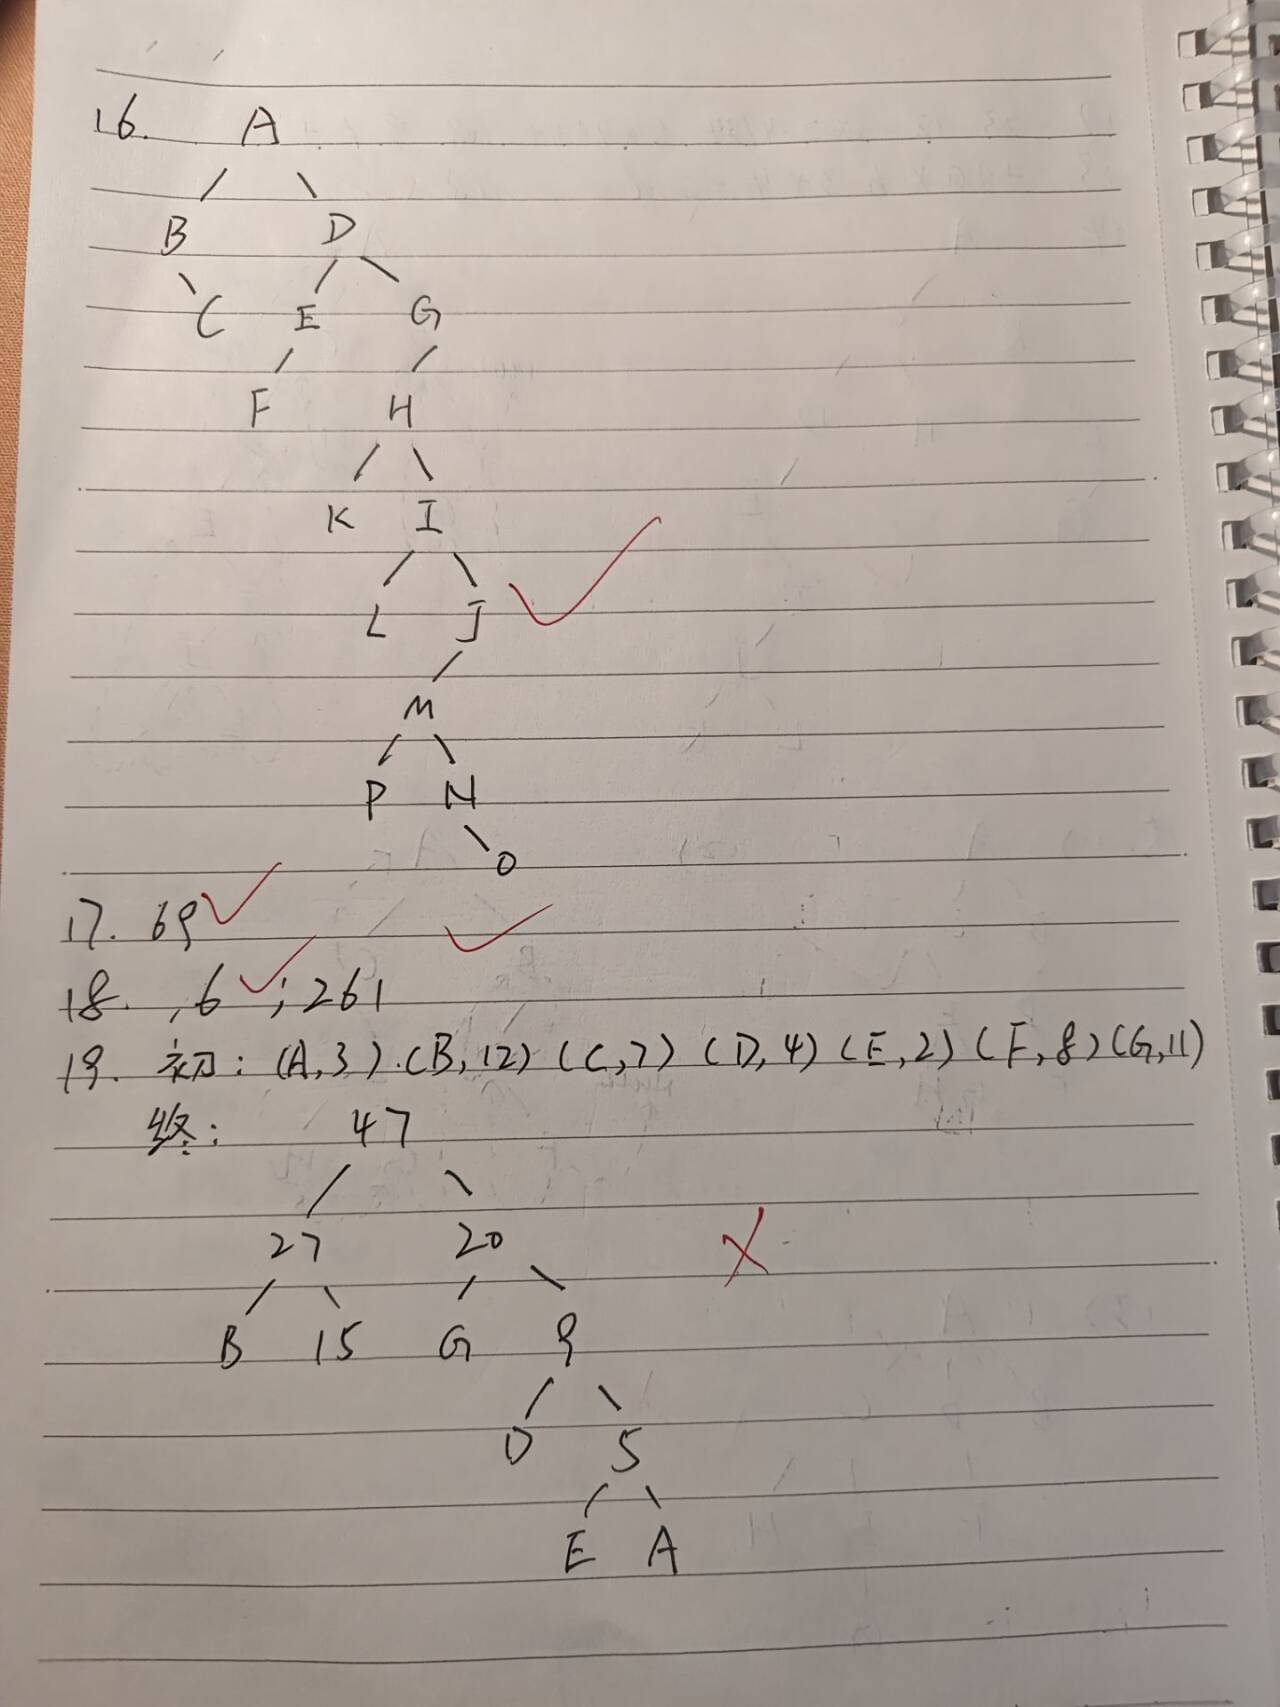 16. A
B D
C E G
F H
K I
L J
M
P N
O
17. 69
18. , 6 ; 261
19. 初: (A,3).(B,12) (C,7) (D,4) (E,2) (F,8) (G,11)
终: 47
27 20
B 15 G 9
D 5
E A